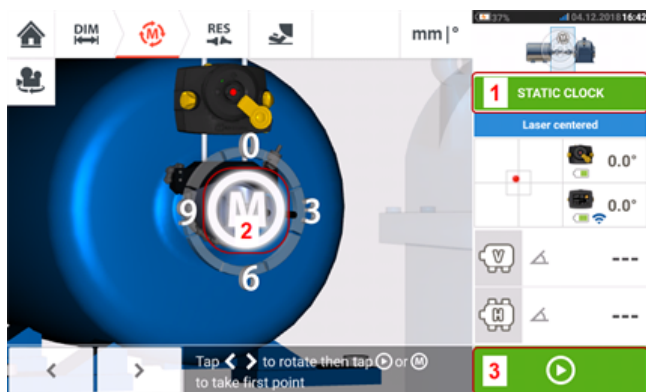 DIM
M
RES
mm|°
37%
04.12.2018 16:42
M
1 STATIC CLOCK
Laser centered
0.0°
0.0°
V ---
H ---
0
9
3
6
M
2
< >
Tap < > to rotate then tap or M
to take first point
3